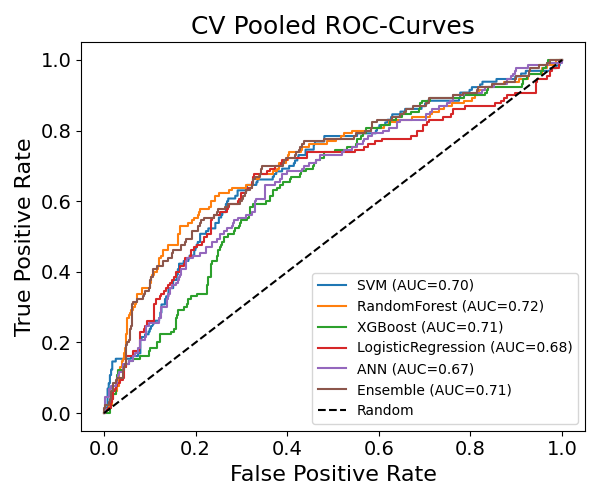 CV Pooled ROC-Curves
True Positive Rate
1.0
0.8
0.6
0.4
0.2
0.0
SVM (AUC=0.70)
RandomForest (AUC=0.72)
XGBoost (AUC=0.71)
LogisticRegression (AUC=0.68)
ANN (AUC=0.67)
Ensemble (AUC=0.71)
Random
0.0 0.2 0.4 0.6 0.8 1.0
False Positive Rate